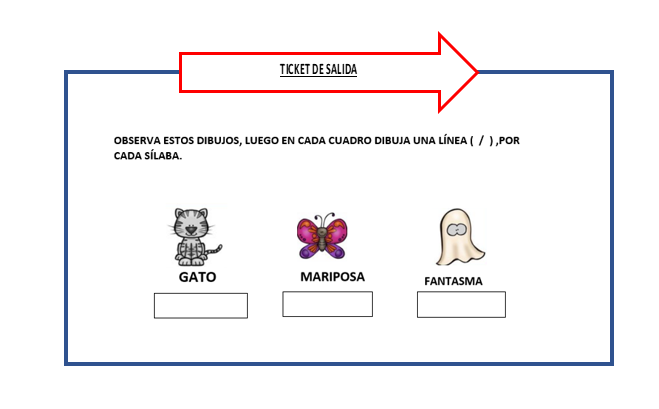 TICKET DE SALIDA
OBSERVA ESTOS DIBUJOS, LUEGO EN CADA CUADRO DIBUJA UNA LÍNEA ( / ) ,POR
CADA SÍLABA.
GATO
MARIPOSA
FANTASMA